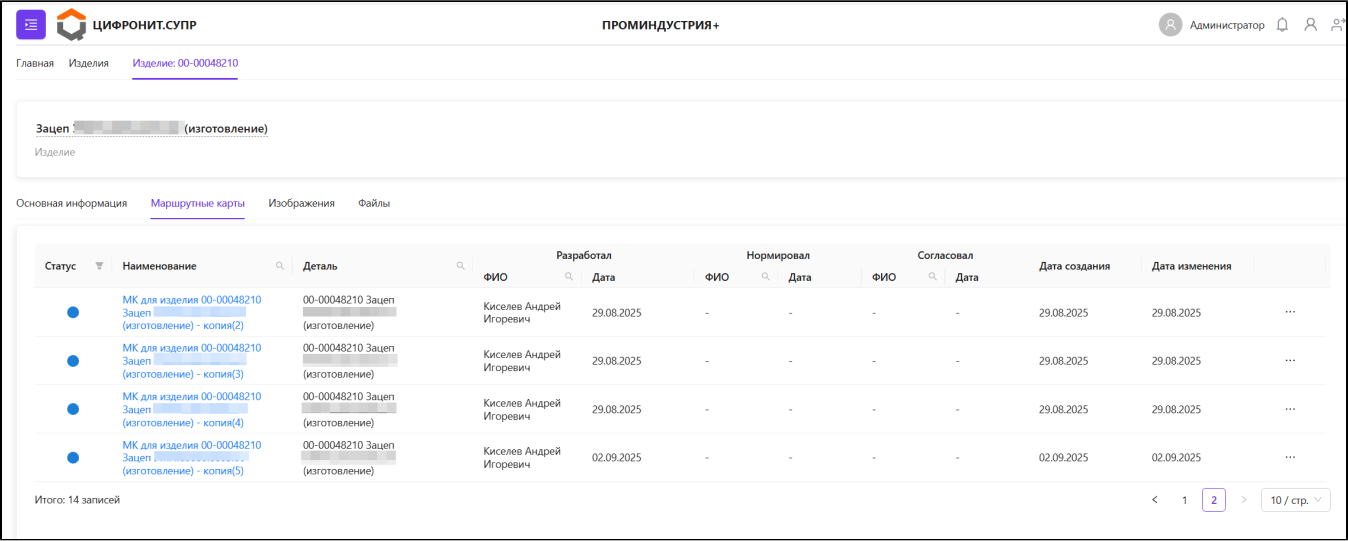 ЦИФРОНИТ.СУПР
ПРОМИНДУСТРИЯ+
Администратор
Главная Изделия Изделие: 00-00048210
Зацеп (изготовление)
Изделие
Основная информация Маршрутные карты Изображения Файлы
Разработал Нормировал Согласовал
Статус Наименование Деталь Дата создания Дата изменения
ФИО Дата ФИО Дата ФИО Дата
МК для изделия 00-00048210 00-00048210 Зацеп
Киселев Андрей
Зацеп 29.08.2025 - - - - 29.08.2025 29.08.2025 ...
Игоревич
(изготовление) - копия(2) (изготовление)
МК для изделия 00-00048210 00-00048210 Зацеп
Киселев Андрей
Зацеп 29.08.2025 - - - - 29.08.2025 29.08.2025 ...
Игоревич
(изготовление) - копия(3) (изготовление)
МК для изделия 00-00048210 00-00048210 Зацеп
Киселев Андрей
Зацеп 29.08.2025 - - - - 29.08.2025 29.08.2025 ...
Игоревич
(изготовление) - копия(4) (изготовление)
МК для изделия 00-00048210 00-00048210 Зацеп
Киселев Андрей
Зацеп 02.09.2025 - - - - 02.09.2025 02.09.2025 ...
Игоревич
(изготовление) - копия(5) (изготовление)
Итого: 14 записей < 1 2 > 10 / стр.